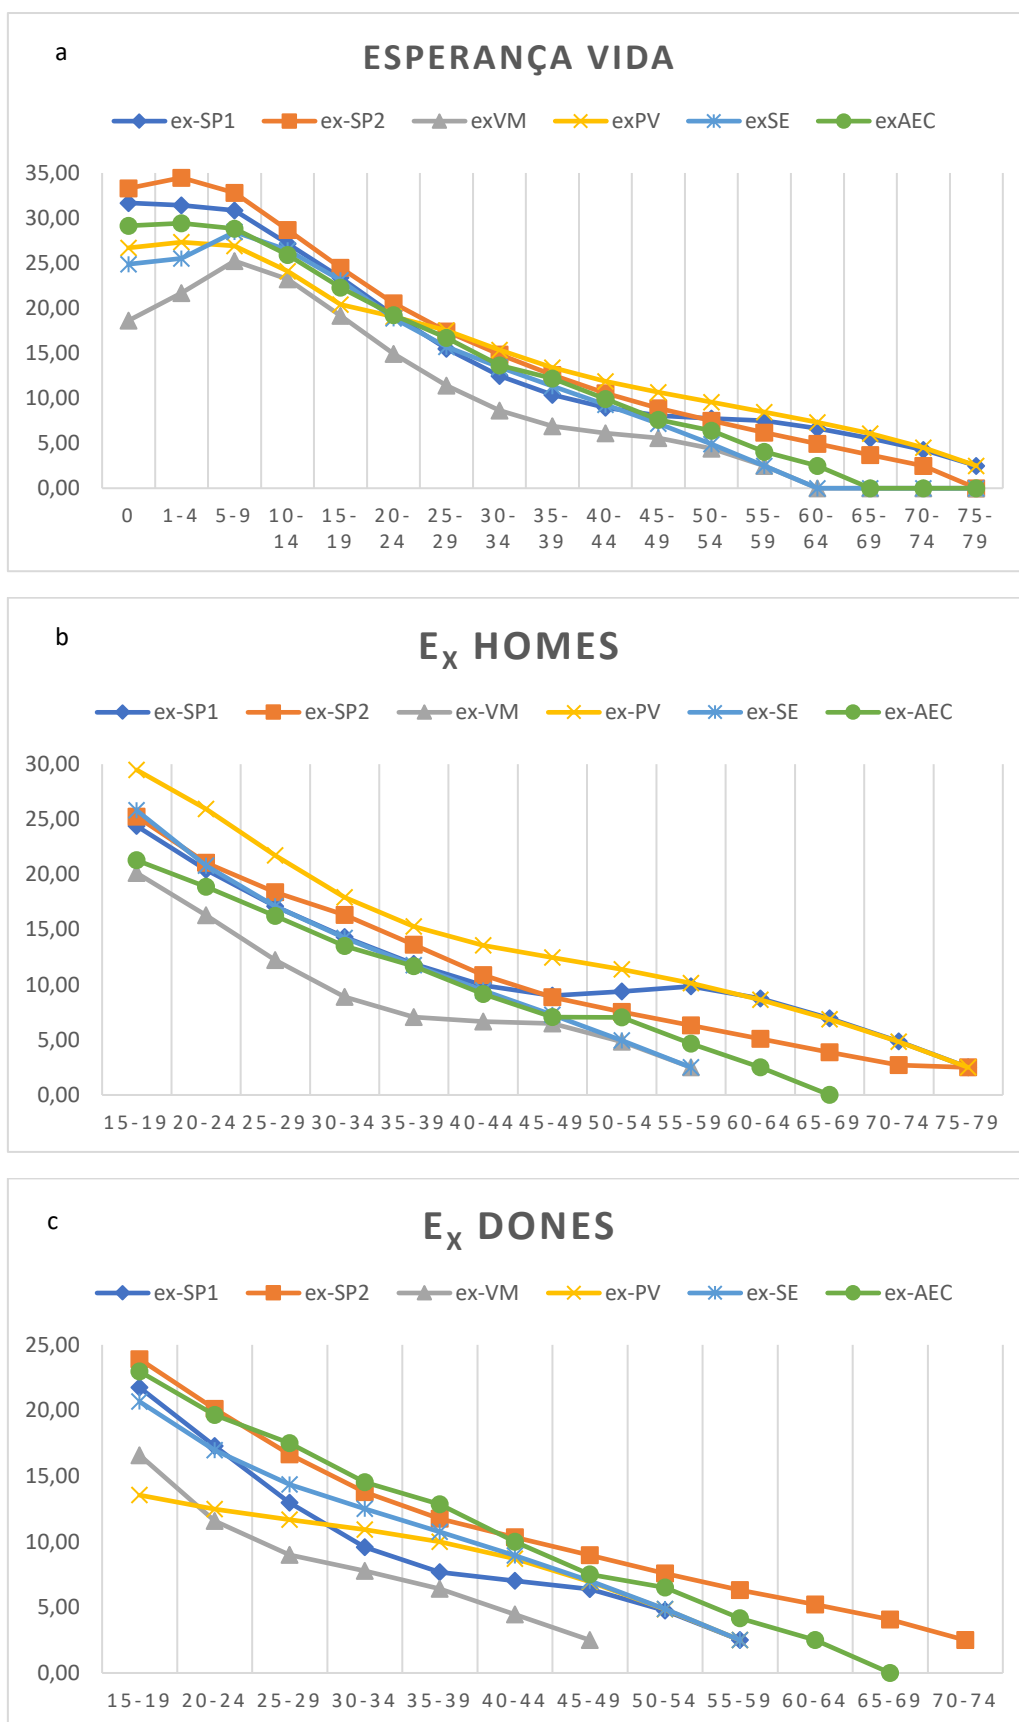 a
ESPERANÇA VIDA
ex-SP1 ex-SP2 exVM exPV exSE exAEC
35,00
30,00
25,00
20,00
15,00
10,00
5,00
0,00
0 1-4 5-9 10-14 15-19 20-24 25-29 30-34 35-39 40-44 45-49 50-54 55-59 60-64 65-69 70-74 75-79
b
EX HOMES
ex-SP1 ex-SP2 ex-VM ex-PV ex-SE ex-AEC
30,00
25,00
20,00
15,00
10,00
5,00
0,00
15-19 20-24 25-29 30-34 35-39 40-44 45-49 50-54 55-59 60-64 65-69 70-74 75-79
c
EX DONES
ex-SP1 ex-SP2 ex-VM ex-PV ex-SE ex-AEC
25,00
20,00
15,00
10,00
5,00
0,00
15-19 20-24 25-29 30-34 35-39 40-44 45-49 50-54 55-59 60-64 65-69 70-74